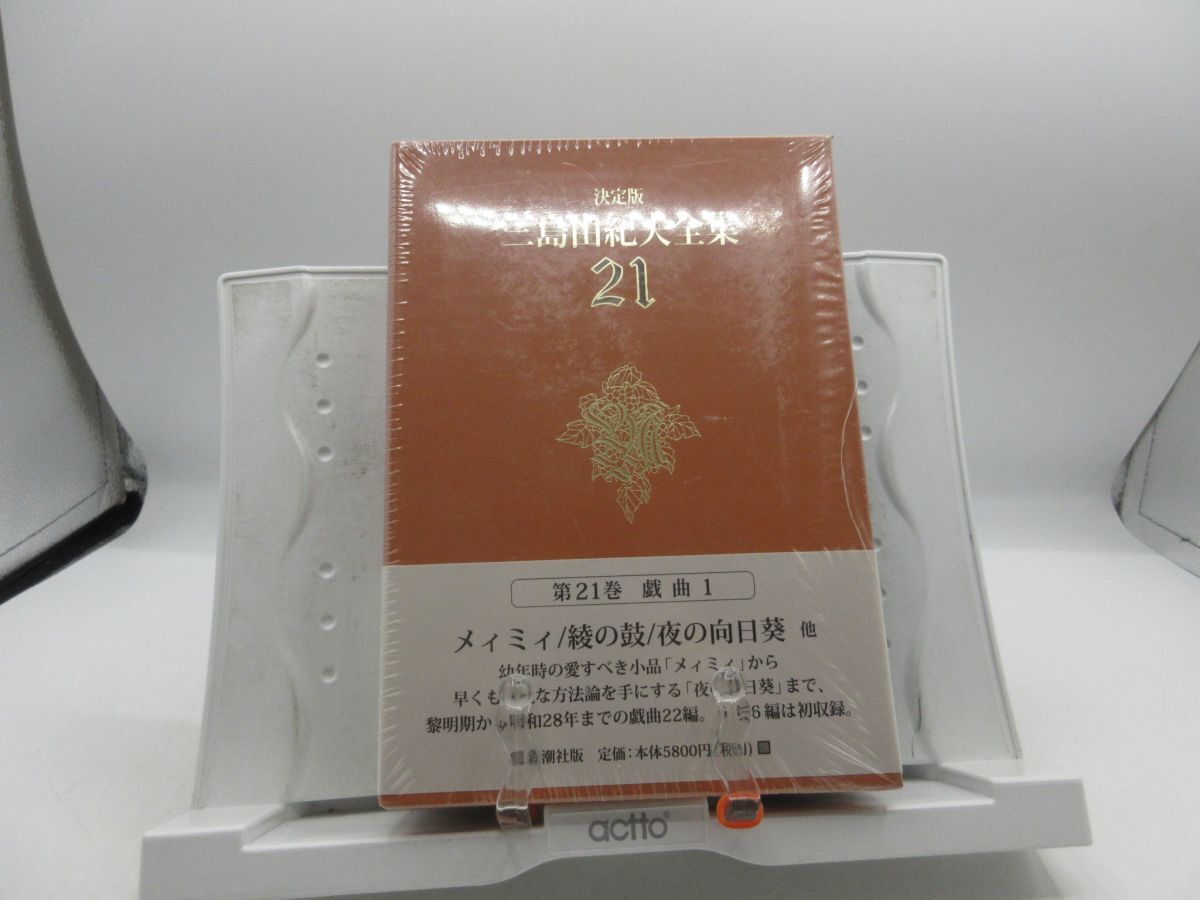 決定版
三島由紀夫全集
21
第21巻 戯曲 1
メィミィ/綾の鼓/夜の向日葵 他
幼年時の愛すべき小品「メィミィ」から
早くも な方法論を手にする「夜の向日葵」まで、
黎明期から昭和28年までの戯曲22編。 6編は初収録。
新潮社版 定価:本体5800円(税別)
actto